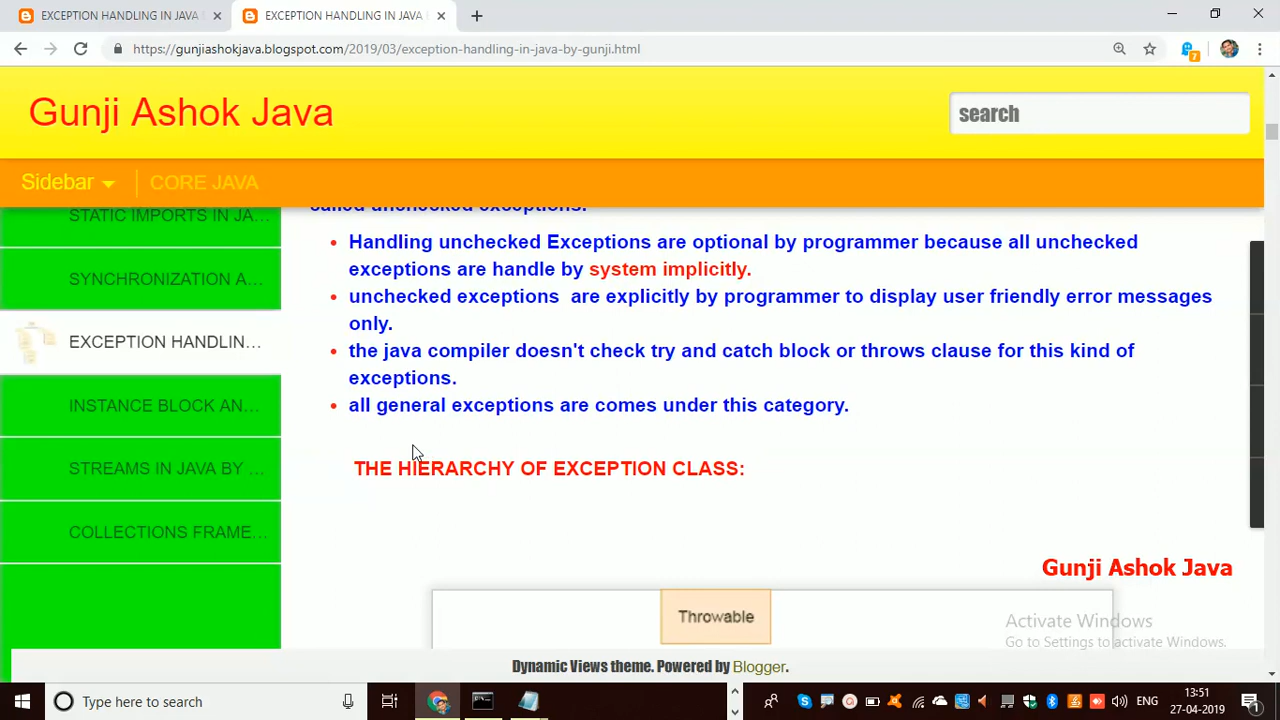 EXCEPTION HANDLING IN JAVA
EXCEPTION HANDLING IN JAVA
https://gunjiashokjava.blogspot.com/2019/03/exception-handling-in-java-by-gunji.html
7
Gunji Ashok Java
search
Sidebar
CORE JAVA
STATIC IMPORTS IN JA...
SYNCHRONIZATION A...
EXCEPTION HANDLIN...
INSTANCE BLOCK AN...
STREAMS IN JAVA BY ...
COLLECTIONS FRAME...
called unchecked exceptions.
• Handling unchecked Exceptions are optional by programmer because all unchecked
exceptions are handle by system implicitly.
• unchecked exceptions  are explicitly by programmer to display user friendly error messages
only.
• the java compiler doesn't check try and catch block or throws clause for this kind of
exceptions.
• all general exceptions are comes under this category.
THE HIERARCHY OF EXCEPTION CLASS:
Gunji Ashok Java
Throwable
Activate Windows
Go to Settings to activate Windows.
Dynamic Views theme. Powered by Blogger.
Type here to search
ENG
13:51
27-04-2019
1